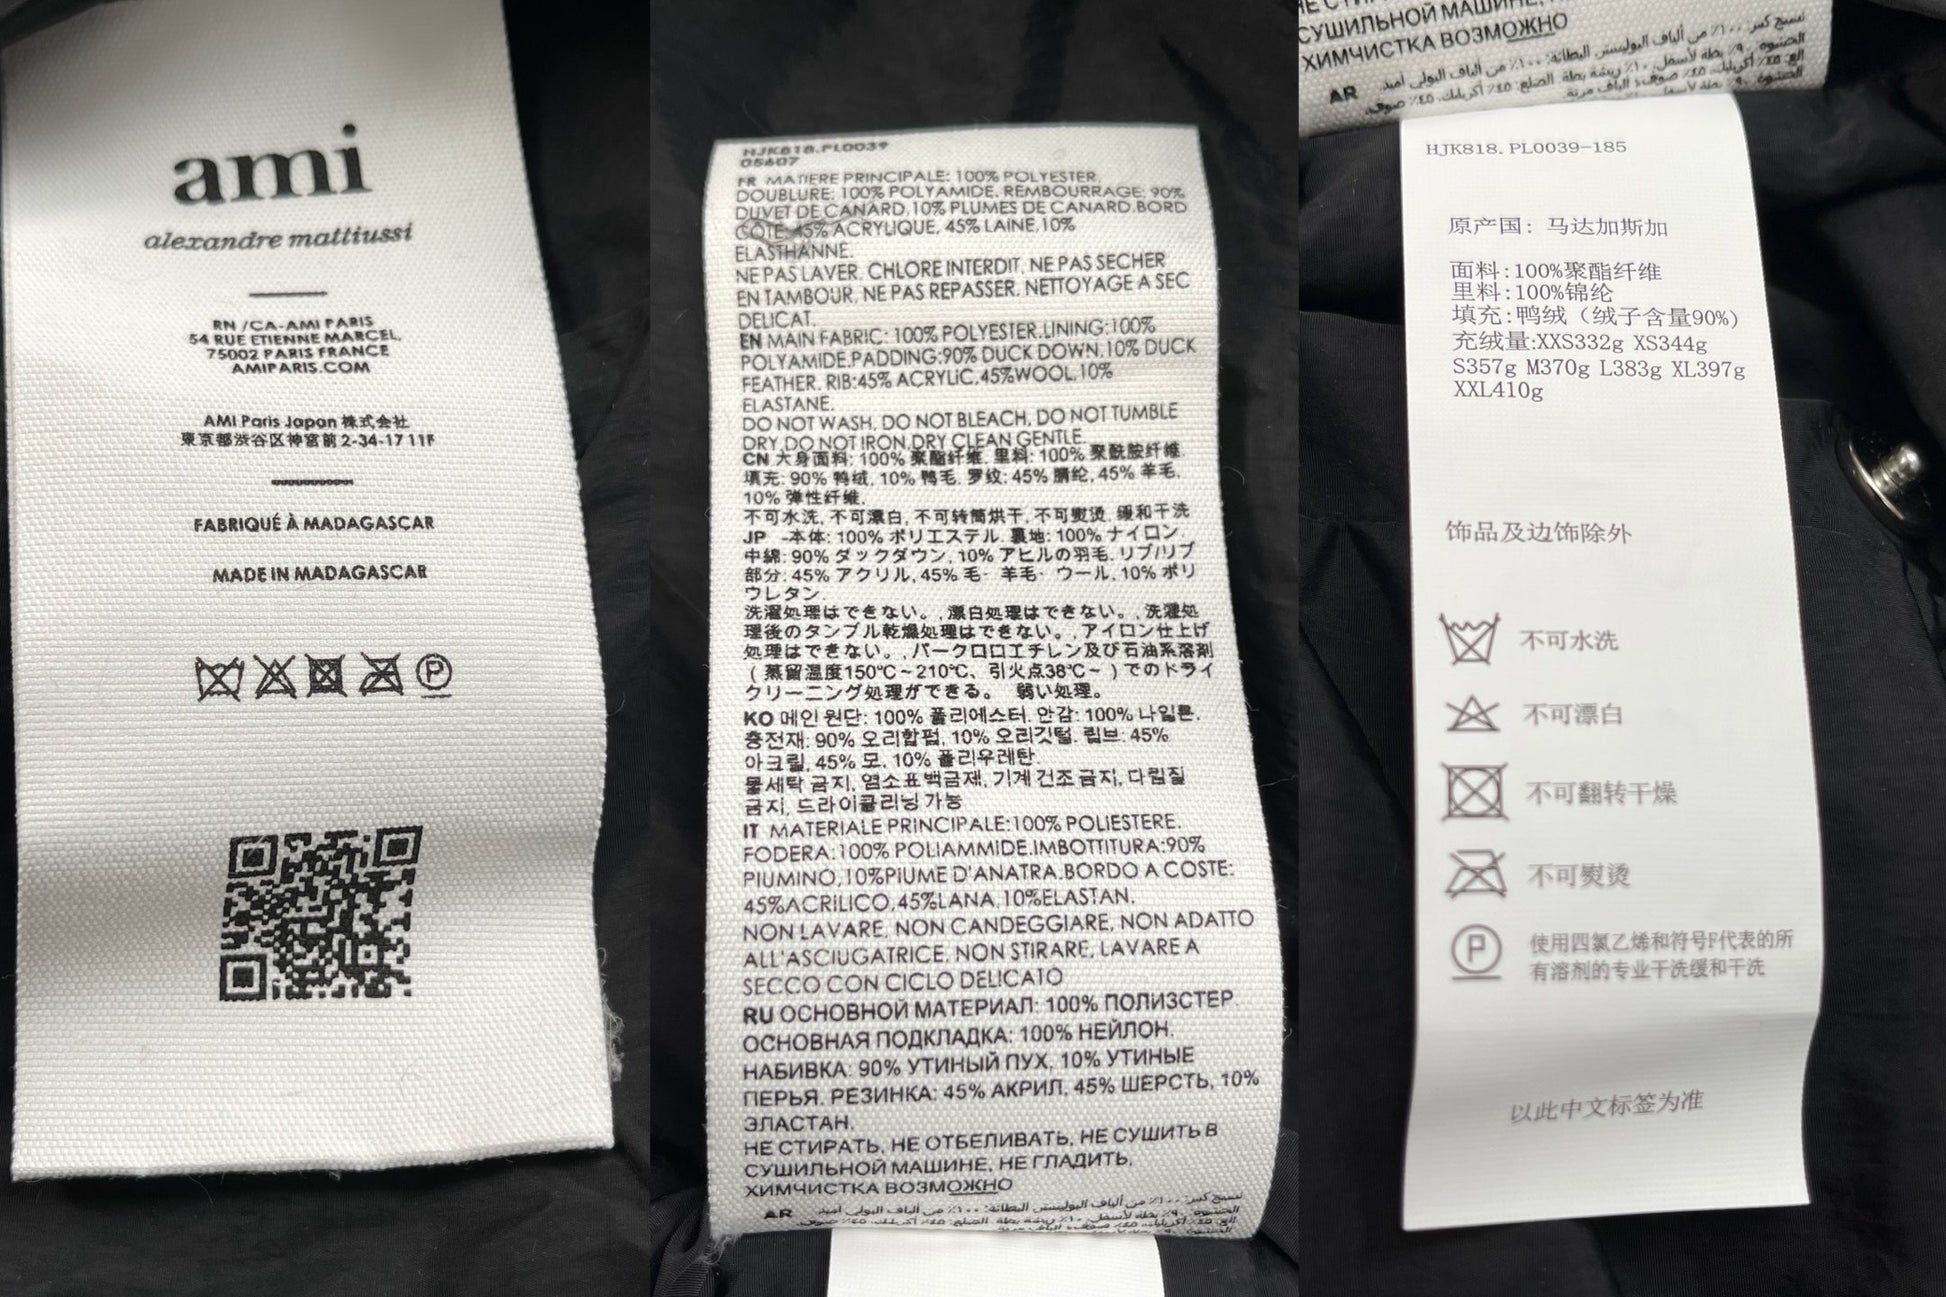 ami
alexandre mattiussi
RN /CA-AMI PARIS
54 RUE ETIENNE MARCEL,
75002 PARIS FRANCE
AMIPARIS.COM
AMI Paris Japan 株式会社
東京都渋谷区神宮前 2-34-17 11F
FABRIQUÉ À MADAGASCAR
MADE IN MADAGASCAR
P
HJK818.PL0039
05607
FR MATIERE PRINCIPALE: 100% POLYESTER.
DOUBLURE: 100% POLYAMIDE. REMBOURRAGE: 90%
DUVET DE CANARD,10% PLUMES DE CANARD.BORD
COTE: 45% ACRYLIQUE, 45% LAINE,10%
ELASTHANNE.
NE PAS LAVER, CHLORE INTERDIT, NE PAS SECHER
EN TAMBOUR, NE PAS REPASSER, NETTOYAGE A SEC
DELICAT.
EN MAIN FABRIC: 100% POLYESTER.LINING:100%
POLYAMIDE.PADDING:90% DUCK DOWN,10% DUCK
FEATHER. RIB:45% ACRYLIC,45%WOOL,10%
ELASTANE.
DO NOT WASH, DO NOT BLEACH, DO NOT TUMBLE
DRY,DO NOT IRON,DRY CLEAN GENTLE.
CN 大身面料: 100% 聚酯纤维. 里料: 100% 聚酰胺纤维.
填充: 90% 鸭绒, 10% 鸭毛. 罗纹: 45% 腈纶, 45% 羊毛,
10% 弹性纤维.
不可水洗, 不可漂白, 不可转筒烘干, 不可熨烫, 缓和干洗
JP -本体: 100% ポリエステル. 裏地: 100% ナイロン.
中綿: 90% ダックダウン, 10% アヒルの羽毛. リブ/リブ
部分: 45% アクリル, 45% 毛- 羊毛- ウール, 10% ポリ
ウレタン.
洗濯処理はできない。,漂白処理はできない。,洗濯処
理後のタンブル乾燥処理はできない。,アイロン仕上げ
処理はできない。,パークロロエチレン及び石油系溶剤
(蒸留温度150℃~210℃、引火点38℃~)でのドライ
クリーニング処理ができる。 弱い処理。
KO 메인 원단: 100% 폴리에스터. 안감: 100% 나일론.
충전재: 90% 오리합펌, 10% 오리깃털. 립브: 45%
아크릴, 45% 모, 10% 폴리우레탄.
물세탁 금지, 염소표백금제, 기계 건조 금지, 다림질
금지, 드라이클리닝 가능
IT MATERIALE PRINCIPALE:100% POLIESTERE.
FODERA:100% POLIAMMIDE.IMBOTTITURA:90%
PIUMINO,10%PIUME D'ANATRA.BORDO A COSTE:
45%ACRILICO,45%LANA,10%ELASTAN.
NON LAVARE, NON CANDEGGIARE, NON ADATTO
ALL'ASCIUGATRICE, NON STIRARE, LAVARE A
SECCO CON CICLO DELICATO
RU ОСНОВНОЙ МАТЕРИАЛ: 100% ПОЛИЭСТЕР.
ОСНОВНАЯ ПОДКЛАДКА: 100% НЕЙЛОН.
НАБИВКА: 90% УТИНЫЙ ПУХ, 10% УТИНЫЕ
ПЕРЬЯ. РЕЗИНКА: 45% АКРИЛ, 45% ШЕРСТЬ, 10%
ЭЛАСТАН.
НЕ СТИРАТЬ, НЕ ОТБЕЛИВАТЬ, НЕ СУШИТЬ В
СУШИЛЬНОЙ МАШИНЕ, НЕ ГЛАДИТЬ,
ХИМЧИСТКА ВОЗМОЖНО
AR
СУШИЛЬНОЙ МАШИНЕ,
ХИМЧИСТКА ВОЗМОЖНО
AR
HJK818.PL0039-185
原产国: 马达加斯加
面料:100%聚酯纤维
里料:100%锦纶
填充:鸭绒 (绒子含量90%)
充绒量:XXS332g XS344g
S357g M370g L383g XL397g
XXL410g
饰品及边饰除外
不可水洗
不可漂白
不可翻转干燥
不可熨烫
P 使用四氯乙烯和符号F代表的所
有溶剂的专业干洗缓和干洗
以此中文标签为准